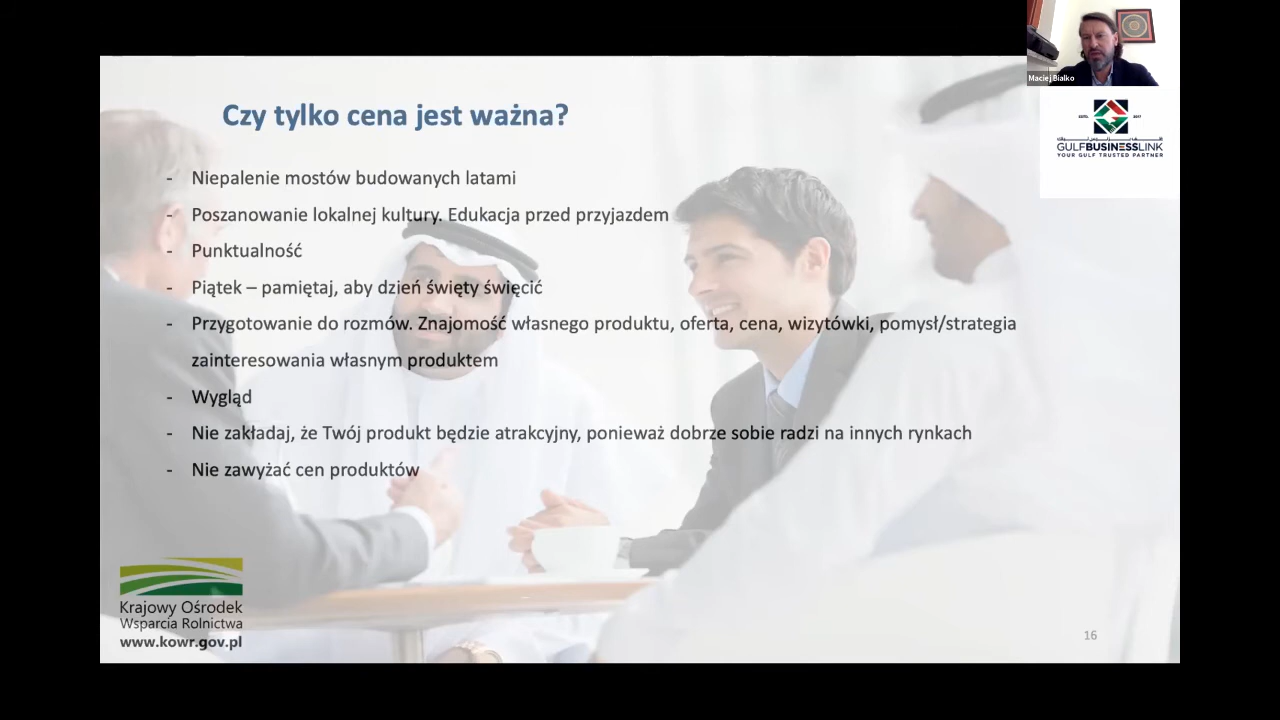 Maciej Bialko
Czy tylko cena jest ważna?
ESTD.
2017
GULFBUSINESSLINK
YOUR GULF TRUSTED PARTNER
- Niepalenie mostów budowanych latami
- Poszanowanie lokalnej kultury. Edukacja przed przyjazdem
- Punktualność
- Piątek – pamiętaj, aby dzień święty święcić
- Przygotowanie do rozmów. Znajomość własnego produktu, oferta, cena, wizytówki, pomysł/strategia
zainteresowania własnym produktem
- Wygląd
- Nie zakładaj, że Twój produkt będzie atrakcyjny, ponieważ dobrze sobie radzi na innych rynkach
- Nie zawyżać cen produktów
Krajowy Ośrodek
Wsparcia Rolnictwa
www.kowr.gov.pl
16